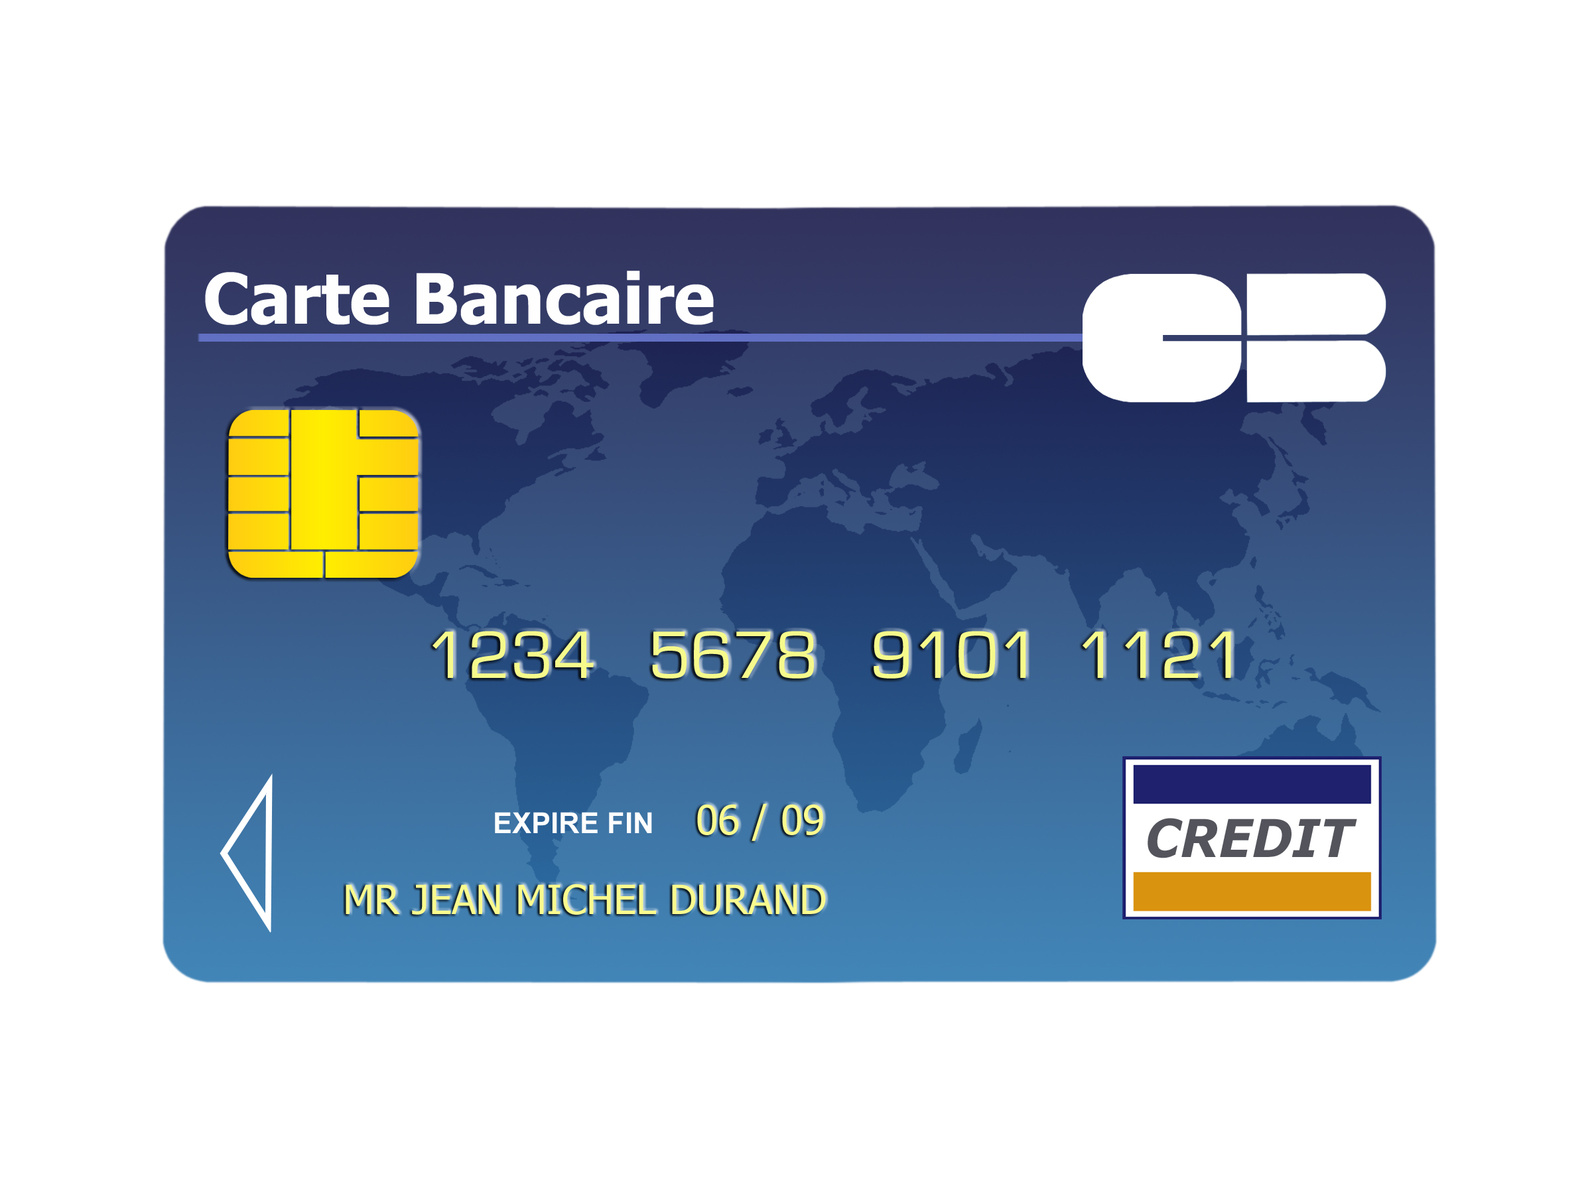 Carte Bancaire
CB
1234 5678 9101 1121
EXPIRE FIN 06 / 09
MR JEAN MICHEL DURAND
CREDIT